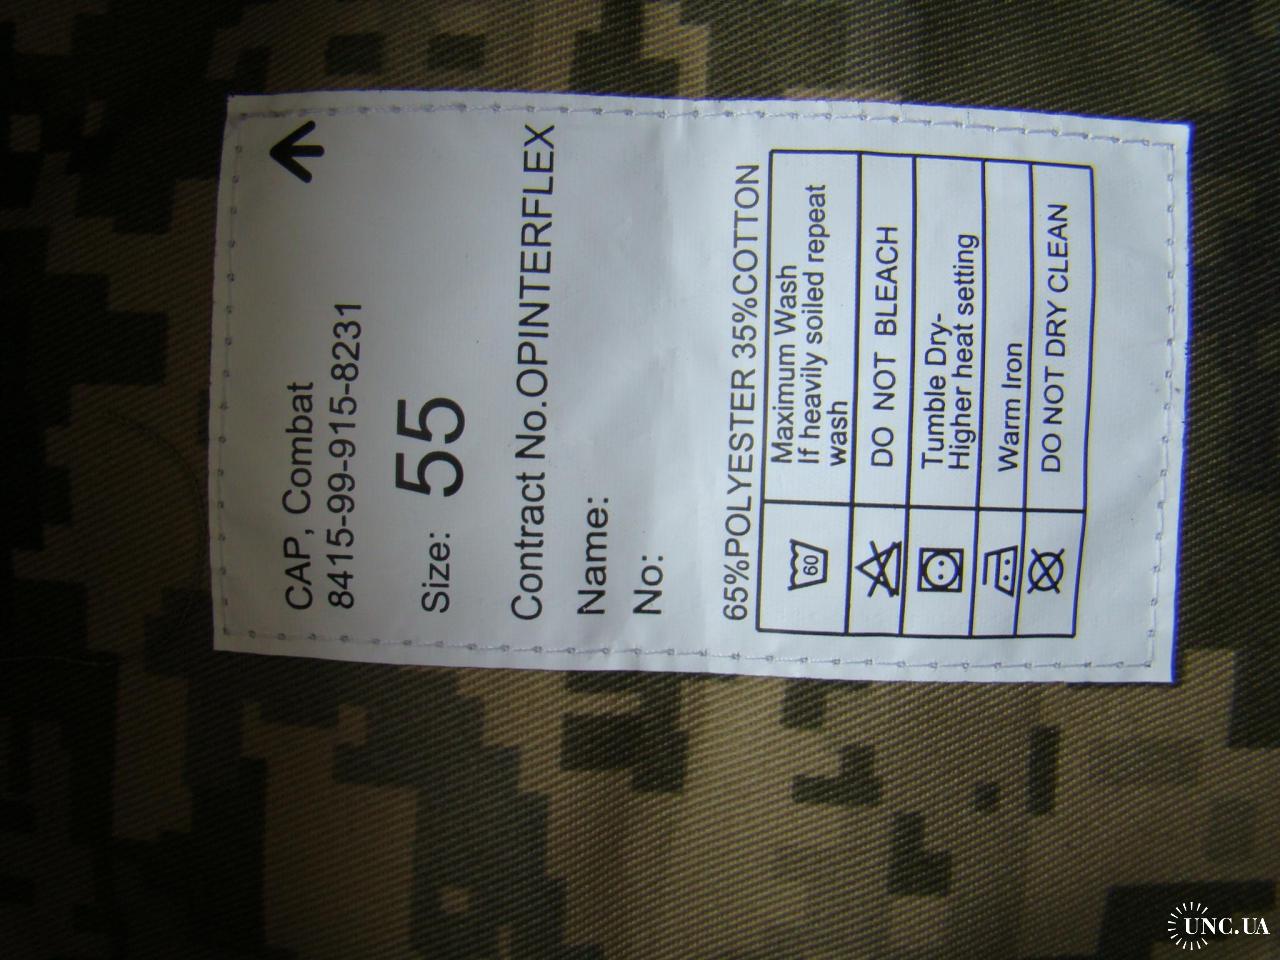 CAP, Combat
8415-99-915-8231
Size: 55
Contract No.OPINTERFLEX
Name:
No:
65%POLYESTER 35%COTTON
60
Maximum Wash
If heavily soiled repeat
wash
DO NOT BLEACH
Tumble Dry-
Higher heat setting
Warm Iron
DO NOT DRY CLEAN
UNC.UA